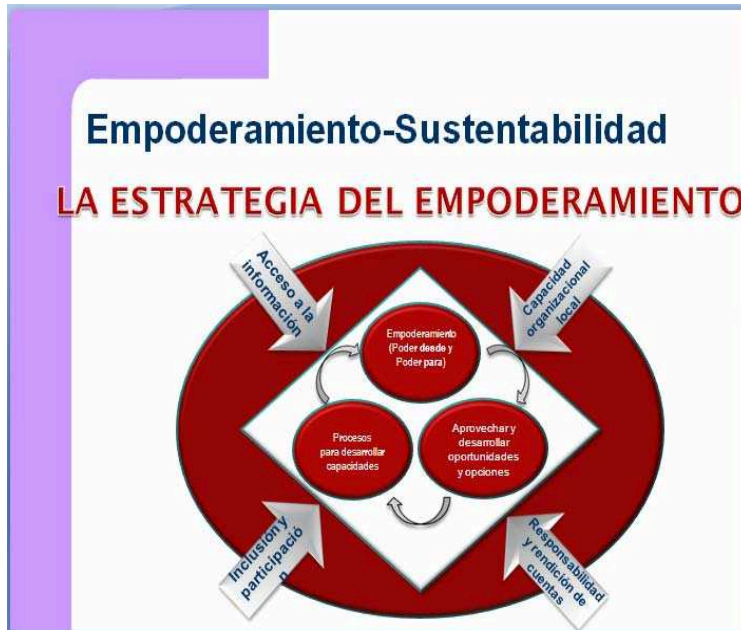 Empoderamiento-Sustentabilidad
LA ESTRATEGIA DEL EMPODERAMIENTO
Acceso a la
información
Capacidad
organizacional
local
Empoderamiento
(Poder desde y
Poder para)
Procesos
para desarrollar
capacidades
Aprovechar y
desarrollar
oportunidades
y opciones
Inclusión y
participació
n
Responsabilidad
y rendición de
cuentas